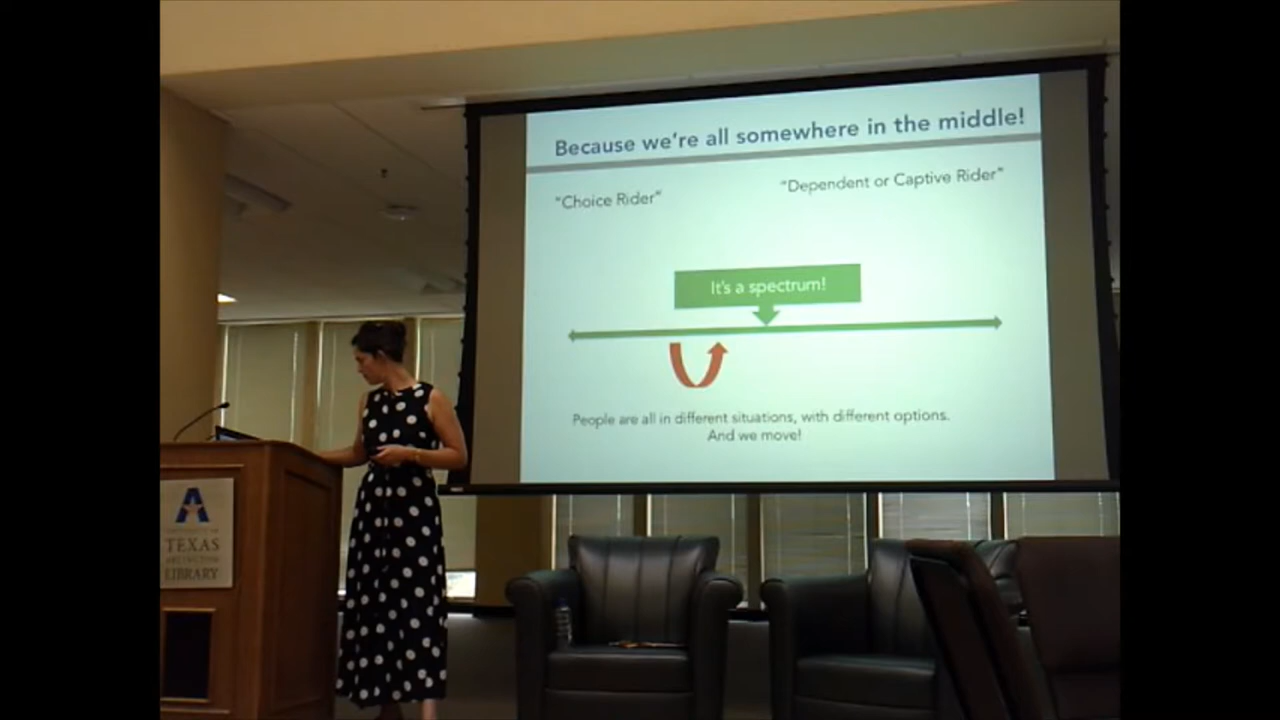 Because we're all somewhere in the middle!
"Choice Rider"
"Dependent or Captive Rider"
It's a spectrum!
People are all in different situations, with different options.
And we move!
A
TEXAS
ARLINGTON
LIBRARY